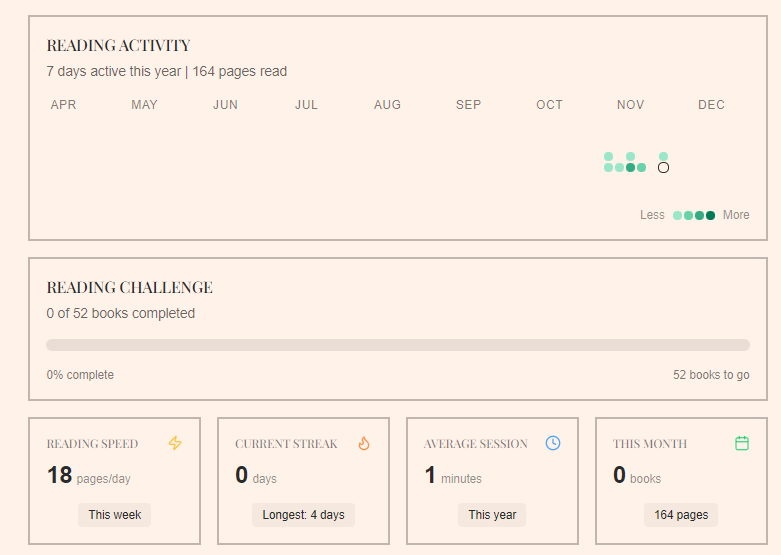 READING ACTIVITY
7 days active this year | 164 pages read
APR MAY JUN JUL AUG SEP OCT NOV DEC
Less More
READING CHALLENGE
0 of 52 books completed
0% complete 52 books to go
READING SPEED
18 pages/day
This week
CURRENT STREAK
0 days
Longest: 4 days
AVERAGE SESSION
1 minutes
This year
THIS MONTH
0 books
164 pages